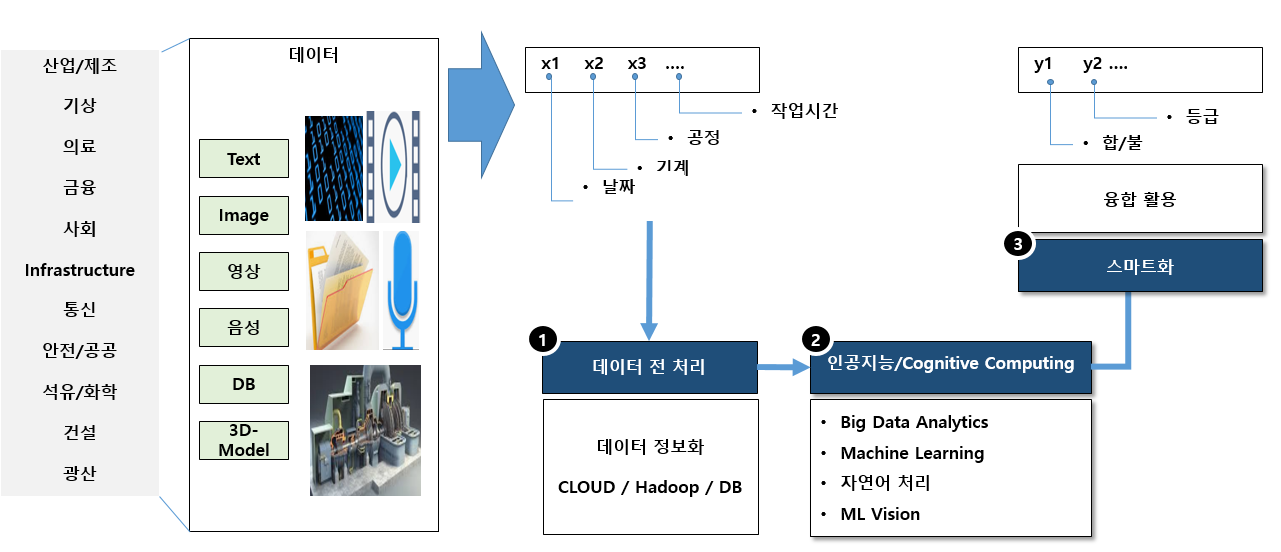 산업/제조
기상
의료
금융
사회
Infrastructure
통신
안전/공공
석유/화학
건설
광산
데이터
Text
Image
영상
음성
DB
3D-
Model
x1 x2 x3 ....
• 작업시간
• 공정
• 기계
• 날짜
1
데이터 전 처리
데이터 정보화
CLOUD / Hadoop / DB
2
인공지능/Cognitive Computing
• Big Data Analytics
• Machine Learning
• 자연어 처리
• ML Vision
y1 y2 ....
• 등급
• 합/불
융합 활용
3
스마트화